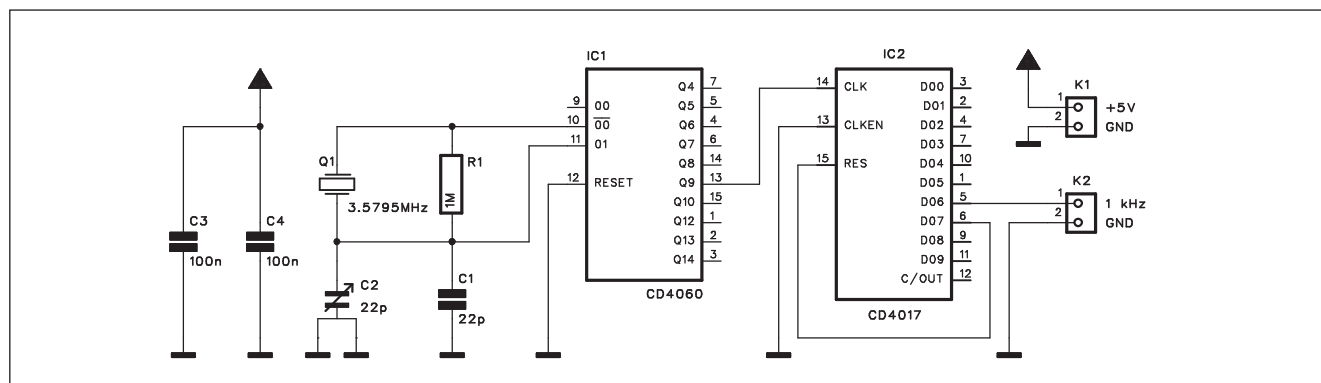 C3
100n
C4
100n
Q1
3.5795MHz
R1
1M
C2
22p
C1
22p
IC1
9 O0
10 O0
11 O1
12 RESET
Q4 7
Q5 5
Q6 4
Q7 6
Q8 14
Q9 13
Q10 15
Q12 1
Q13 2
Q14 3
CD4060
IC2
14 CLK
13 CLKEN
15 RES
DO0 3
DO1 2
DO2 4
DO3 7
DO4 10
DO5 1
DO6 5
DO7 6
DO8 9
DO9 11
C/OUT 12
CD4017
K1
1 +5V
2 GND
K2
1 1 kHz
2 GND